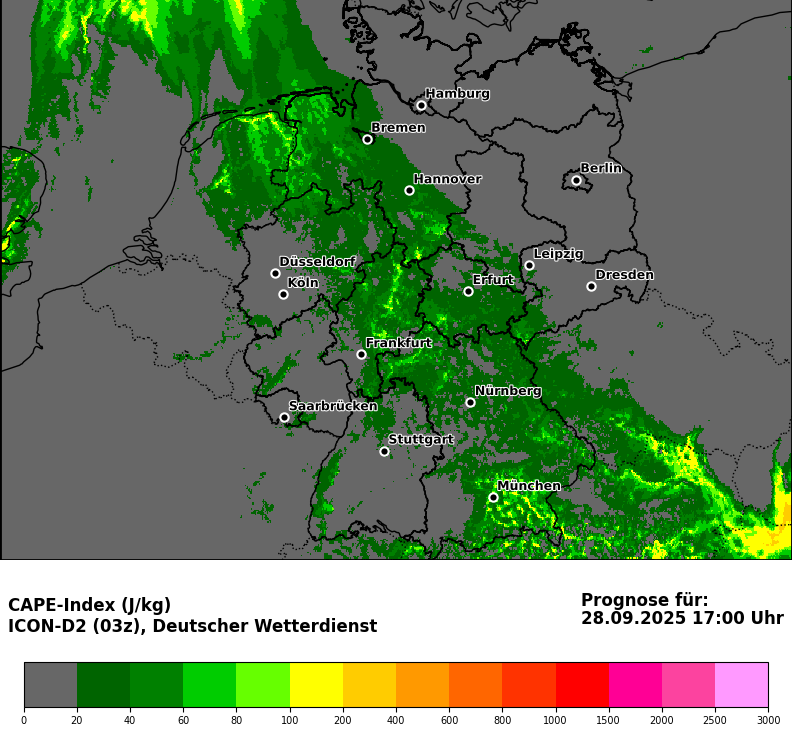 Hamburg
Bremen
Berlin
Hannover
Leipzig
Düsseldorf
Dresden
Erfurt
Köln
Frankfurt
Nürnberg
Saarbrücken
Stuttgart
München
CAPE-Index (J/kg)
ICON-D2 (03z), Deutscher Wetterdienst
Prognose für:
28.09.2025 17:00 Uhr
0 20 40 60 80 100 200 400 600 800 1000 1500 2000 2500 3000